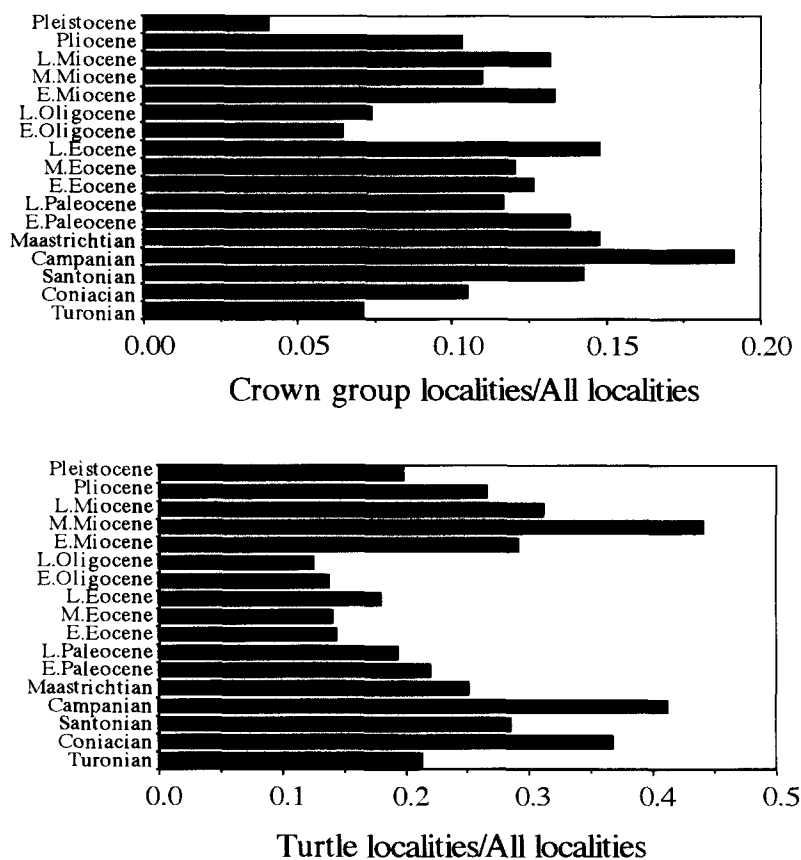 Pleistocene
Pliocene
L.Miocene
M.Miocene
E.Miocene
L.Oligocene
E.Oligocene
L.Eocene
M.Eocene
E.Eocene
L.Paleocene
E.Paleocene
Maastrichtian
Campanian
Santonian
Coniacian
Turonian
0.00 0.05 0.10 0.15 0.20
Crown group localities/All localities
Pleistocene
Pliocene
L.Miocene
M.Miocene
E.Miocene
L.Oligocene
E.Oligocene
L.Eocene
M.Eocene
E.Eocene
L.Paleocene
E.Paleocene
Maastrichtian
Campanian
Santonian
Coniacian
Turonian
0.0 0.1 0.2 0.3 0.4 0.5
Turtle localities/All localities